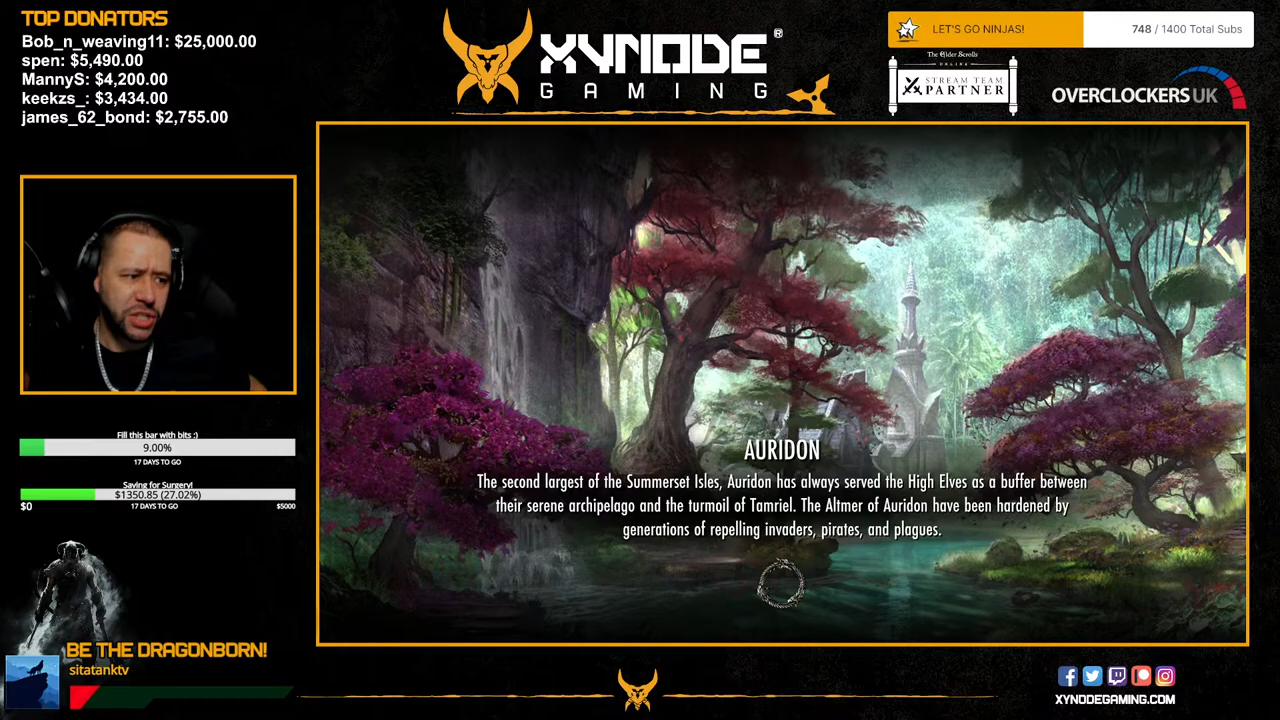 TOP DONATORS
Bob_n_weaving11: $25,000.00
spen: $5,490.00
MannyS: $4,200.00
keekzs_: $3,434.00
james_62_bond: $2,755.00
XYNODE ®
GAMING
LET'S GO NINJAS!
748 / 1400 Total Subs
The Elder Scrolls
ONLINE
STREAM TEAM
PARTNER
OVERCLOCKERS UK
Fill this bar with bits :)
9.00%
17 DAYS TO GO
Saving for Surgery!
$1350.85 (27.02%)
$0
17 DAYS TO GO
$5000
AURIDON
The second largest of the Summerset Isles, Auridon has always served the High Elves as a buffer between
their serene archipelago and the turmoil of Tamriel. The Altmer of Auridon have been hardened by
generations of repelling invaders, pirates, and plagues.
BE THE DRAGONBORN!
sitatanktv
XYNODEGAMING.COM